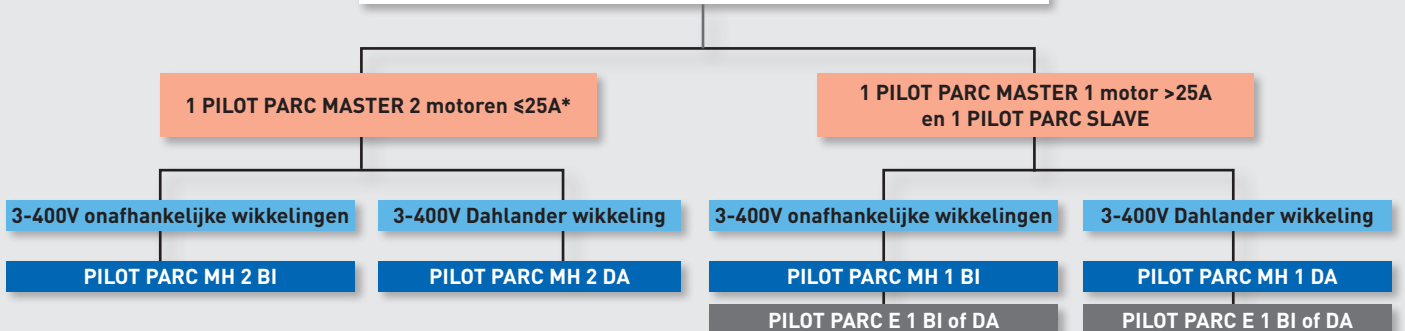 1 PILOT PARC MASTER 2 motoren ≤25A*
1 PILOT PARC MASTER 1 motor >25A
en 1 PILOT PARC SLAVE
3-400V onafhankelijke wikkelingen
3-400V Dahlander wikkeling
3-400V onafhankelijke wikkelingen
3-400V Dahlander wikkeling
PILOT PARC MH 2 BI
PILOT PARC MH 2 DA
PILOT PARC MH 1 BI
PILOT PARC MH 1 DA
PILOT PARC E 1 BI of DA
PILOT PARC E 1 BI of DA